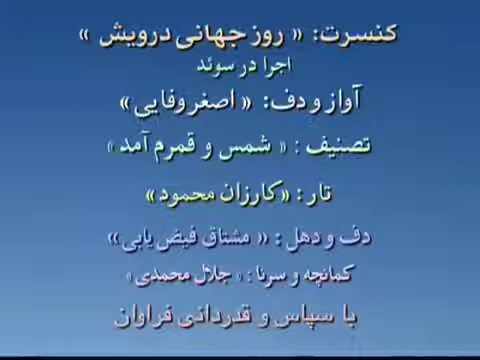 کنسرت: « روز جهانی درویش »
اجرا در سوئد
آواز و دف: « اصغر وفایی »
تصنیف : « شمس و قمرم آمد »
تار : «کارزان محمود »
دف و دهل : « مشتاق فیض یابی »
کمانچه و سرنا : « جلال محمدی »
با سپاس و قدردانی فراوان